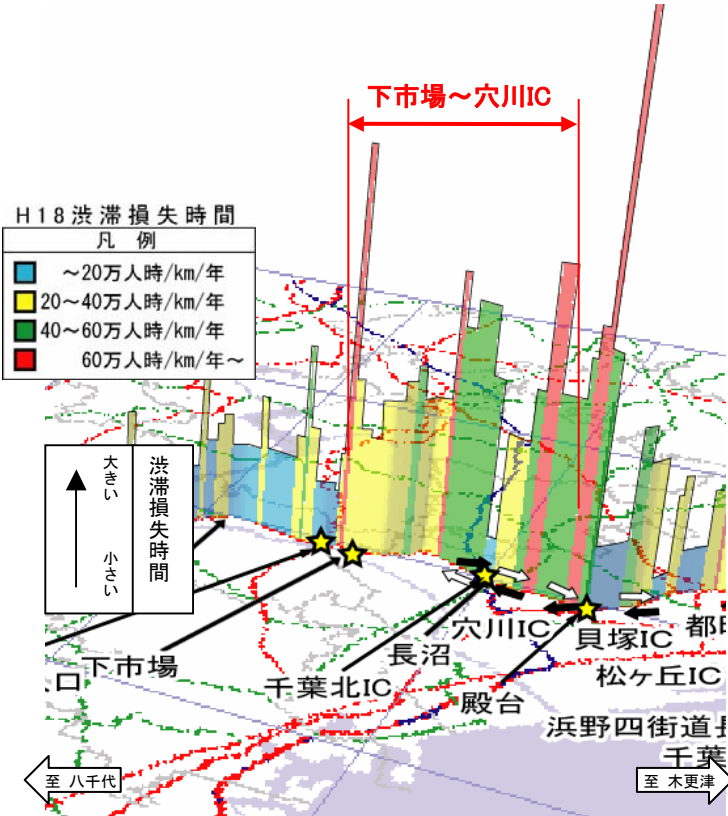 下市場～穴川IC
H18渋滞損失時間
凡　例
～20万人時/km/年
20～40万人時/km/年
40～60万人時/km/年
60万人時/km/年～
大きい
小さい
渋滞損失時間
穴川IC
貝塚IC
長沼
下市場
千葉北IC
殿台
松ヶ丘IC
浜野四街道
千葉
口
至 八千代
至 木更津